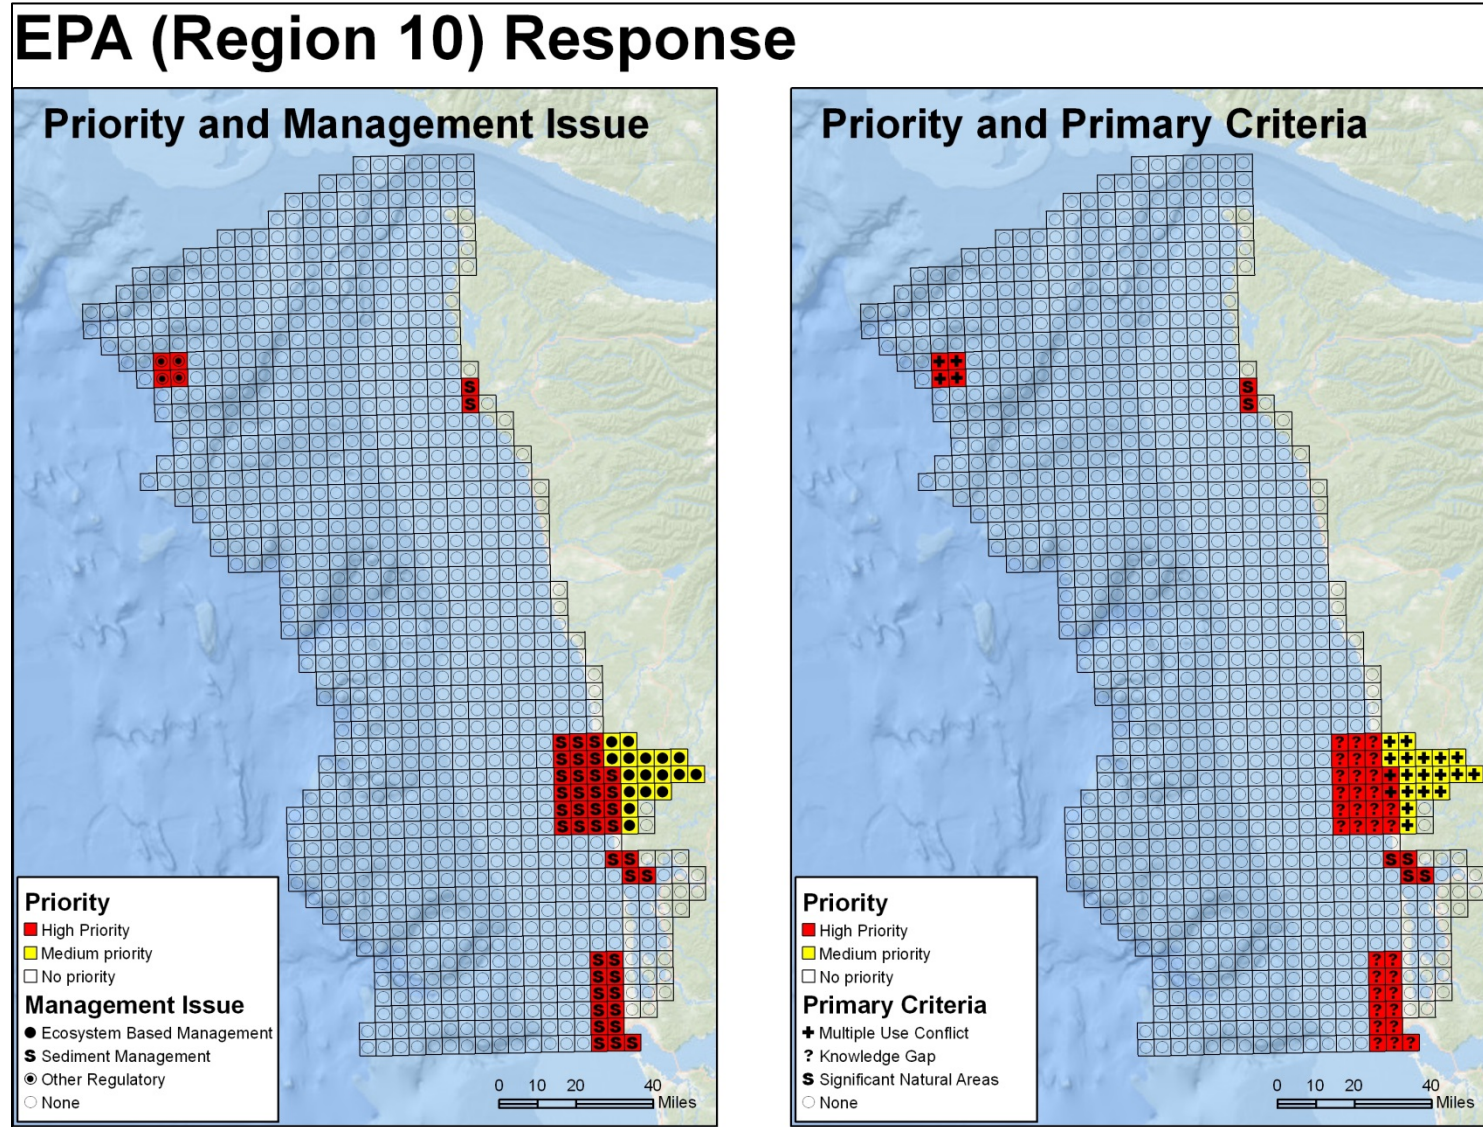 EPA (Region 10) Response
Priority and Management Issue
Priority
High Priority
Medium priority
No priority
Management Issue
Ecosystem Based Management
S Sediment Management
Other Regulatory
None
0 10 20 40
Miles
Priority and Primary Criteria
Priority
High Priority
Medium priority
No priority
Primary Criteria
+ Multiple Use Conflict
? Knowledge Gap
S Significant Natural Areas
None
0 10 20 40
Miles